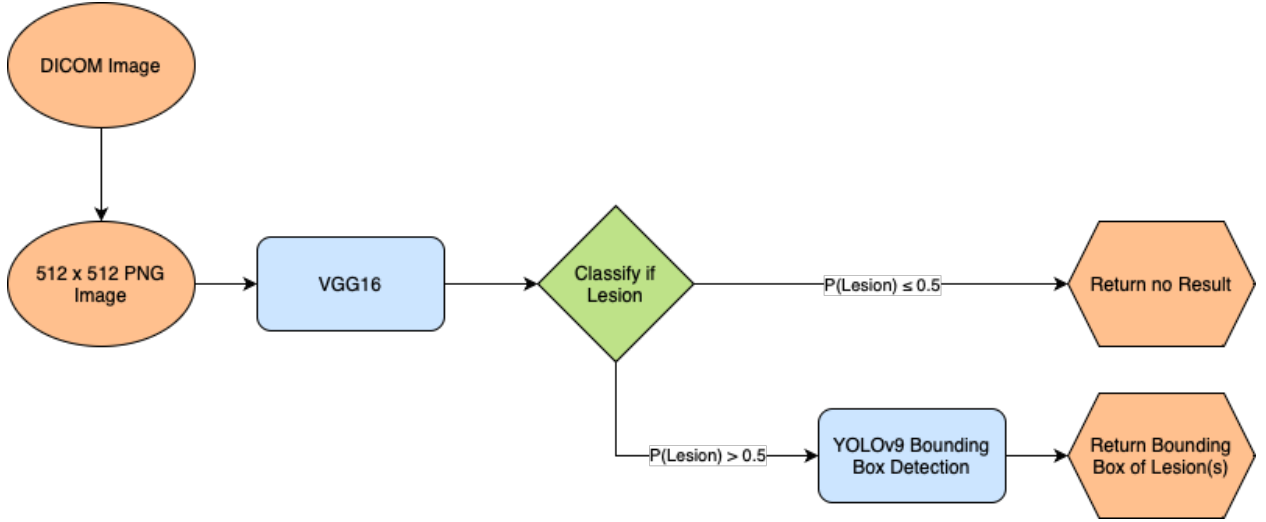 DICOM Image
512 x 512 PNG
Image
VGG16
Classify if
Lesion
P(Lesion) ≤ 0.5
Return no Result
P(Lesion) > 0.5
YOLOv9 Bounding
Box Detection
Return Bounding
Box of Lesion(s)